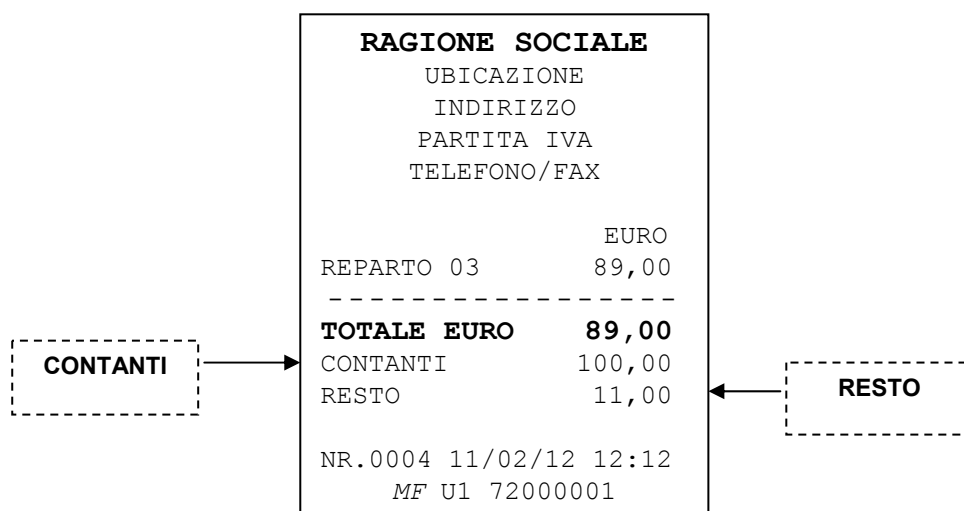 RAGIONE SOCIALE
UBICAZIONE
INDIRIZZO
PARTITA IVA
TELEFONO/FAX
EURO
REPARTO 03 89,00
- - - - - - - - - - - - - - - - -
TOTALE EURO 89,00
CONTANTI
CONTANTI 100,00
RESTO 11,00
RESTO
NR.0004 11/02/12 12:12
MF U1 72000001